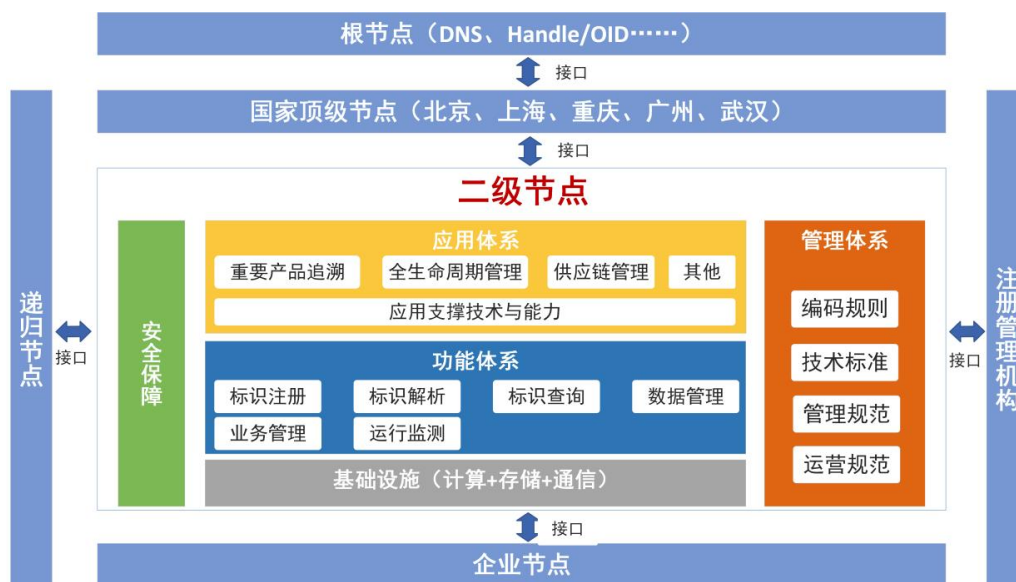 根节点（DNS、Handle/OID……）
接口
国家顶级节点（北京、上海、重庆、广州、武汉）
接口
二级节点
递归节点
接口
安全保障
应用体系
重要产品追溯
全生命周期管理
供应链管理
其他
应用支撑技术与能力
功能体系
标识注册
标识解析
标识查询
数据管理
业务管理
运行监测
基础设施（计算+存储+通信）
管理体系
编码规则
技术标准
管理规范
运营规范
接口
注册管理机构
接口
企业节点